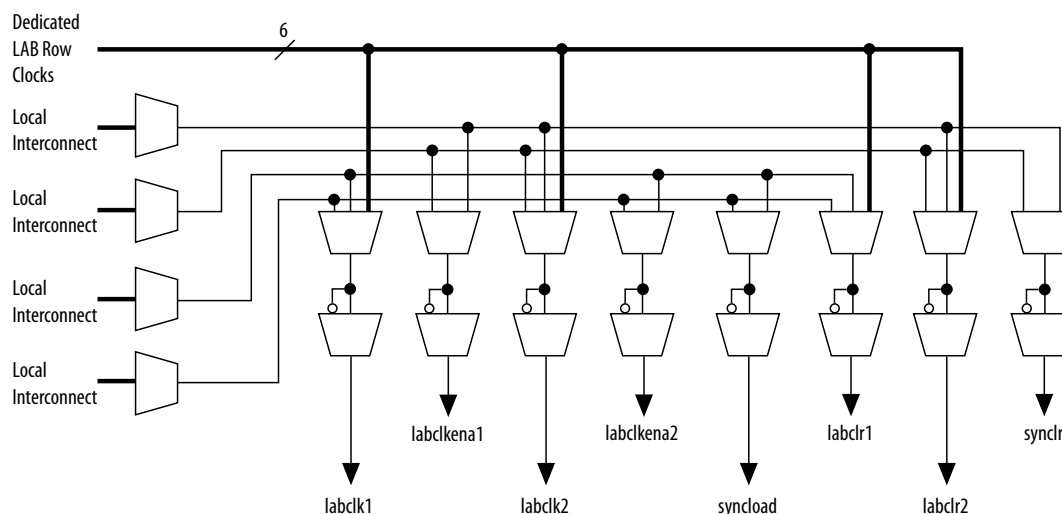 Dedicated
LAB Row
Clocks
6
Local
Interconnect
Local
Interconnect
Local
Interconnect
Local
Interconnect
labclkena1
labclkena2
labclr1
synclr
labclk1
labclk2
syncload
labclr2